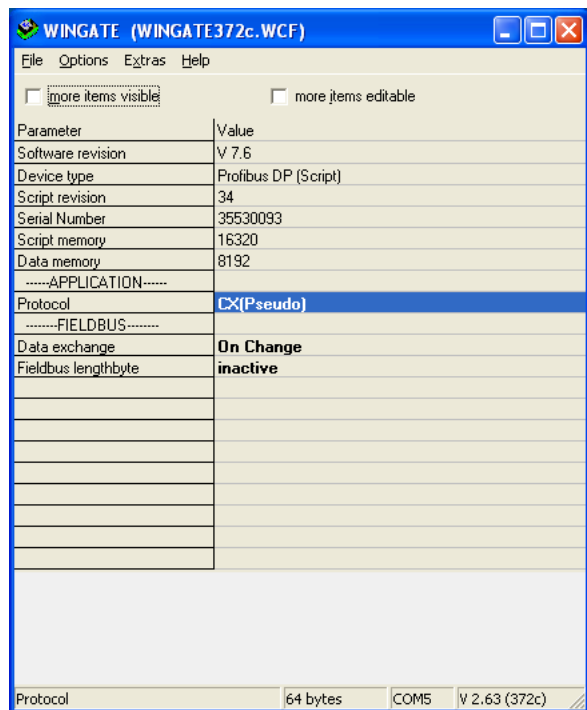 WINGATE (WINGATE372c.WCF)
File Options Extras Help
more items visible more items editable
Parameter Value
Software revision V 7.6
Device type Profibus DP (Script)
Script revision 34
Serial Number 35530093
Script memory 16320
Data memory 8192
------APPLICATION------
Protocol CX(Pseudo)
--------FIELDBUS--------
Data exchange On Change
Fieldbus lengthbyte inactive
Protocol 64 bytes COM5 V 2.63 (372c)